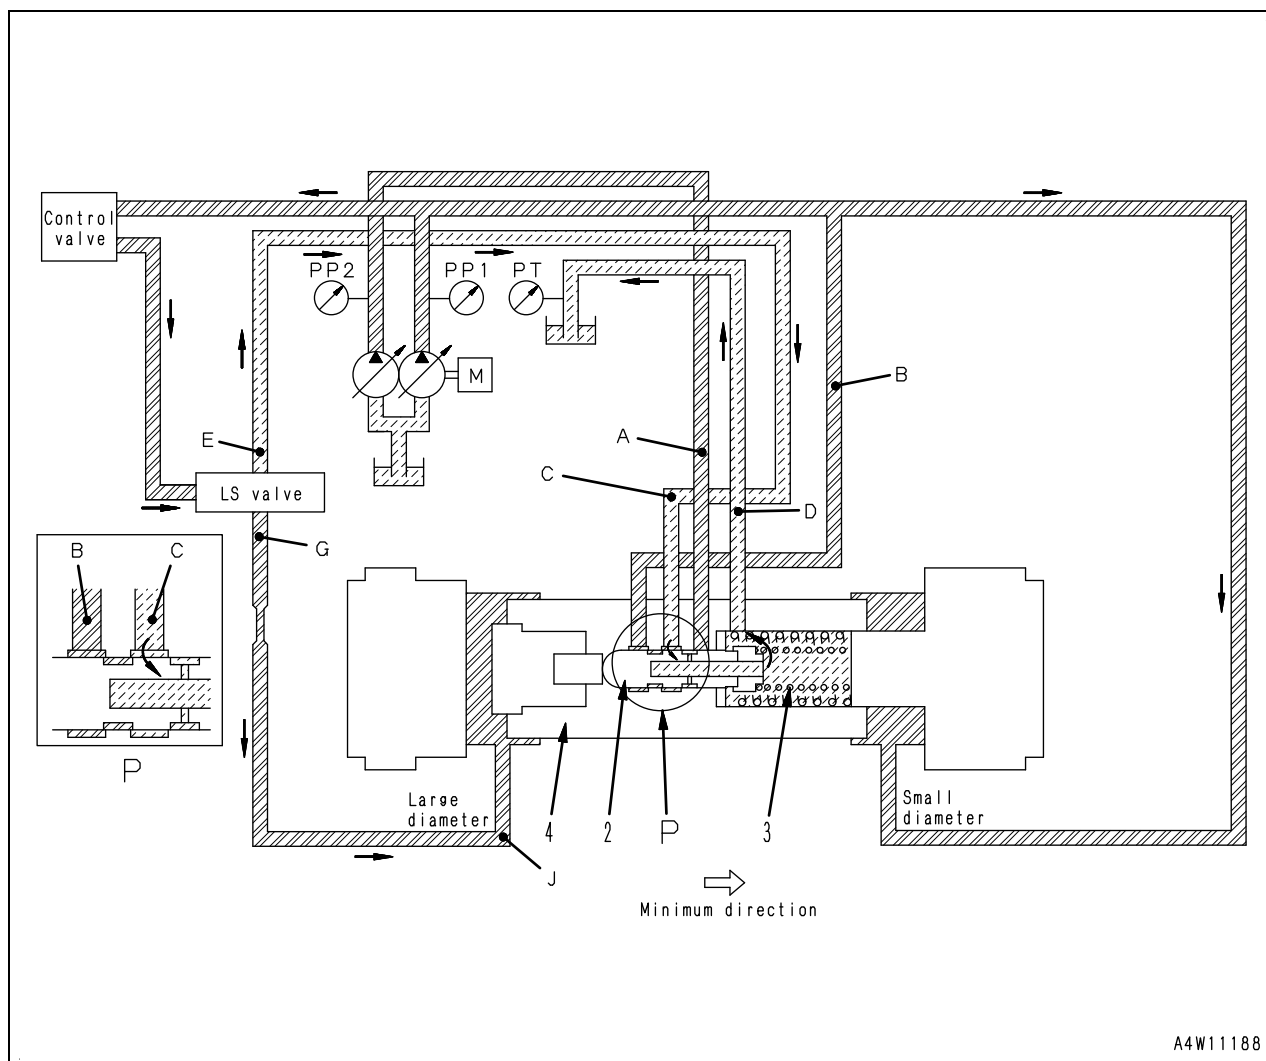 Control
valve
PP2
PP1
PT
M
B
E
A
C
LS valve
D
G
B
C
P
Large
diameter
Small
diameter
4
2
P
3
J
Minimum direction
A4W11188